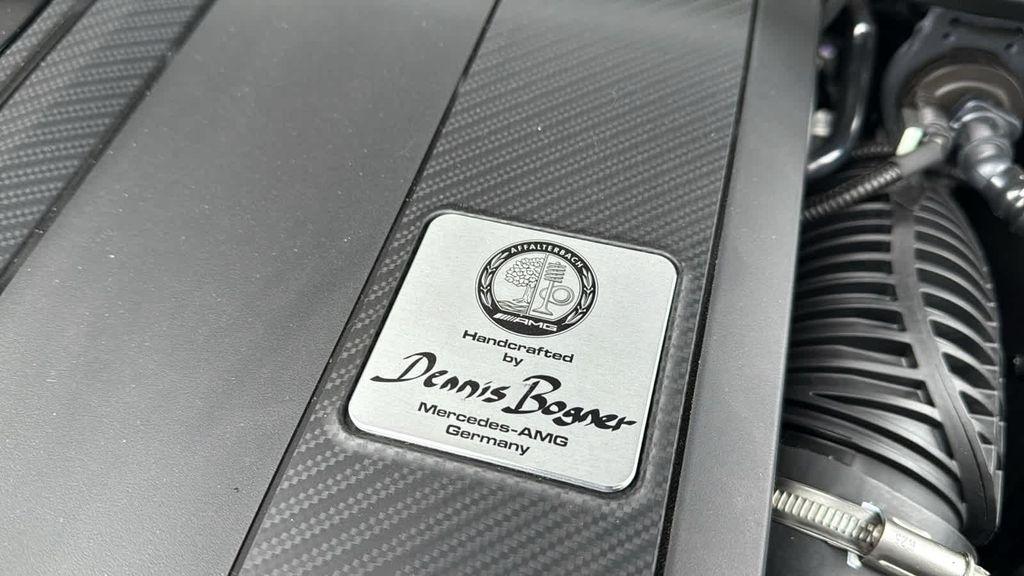 AFFALTERBACH
AMG
Handcrafted
by
Dennis Bogner
Mercedes-AMG
Germany